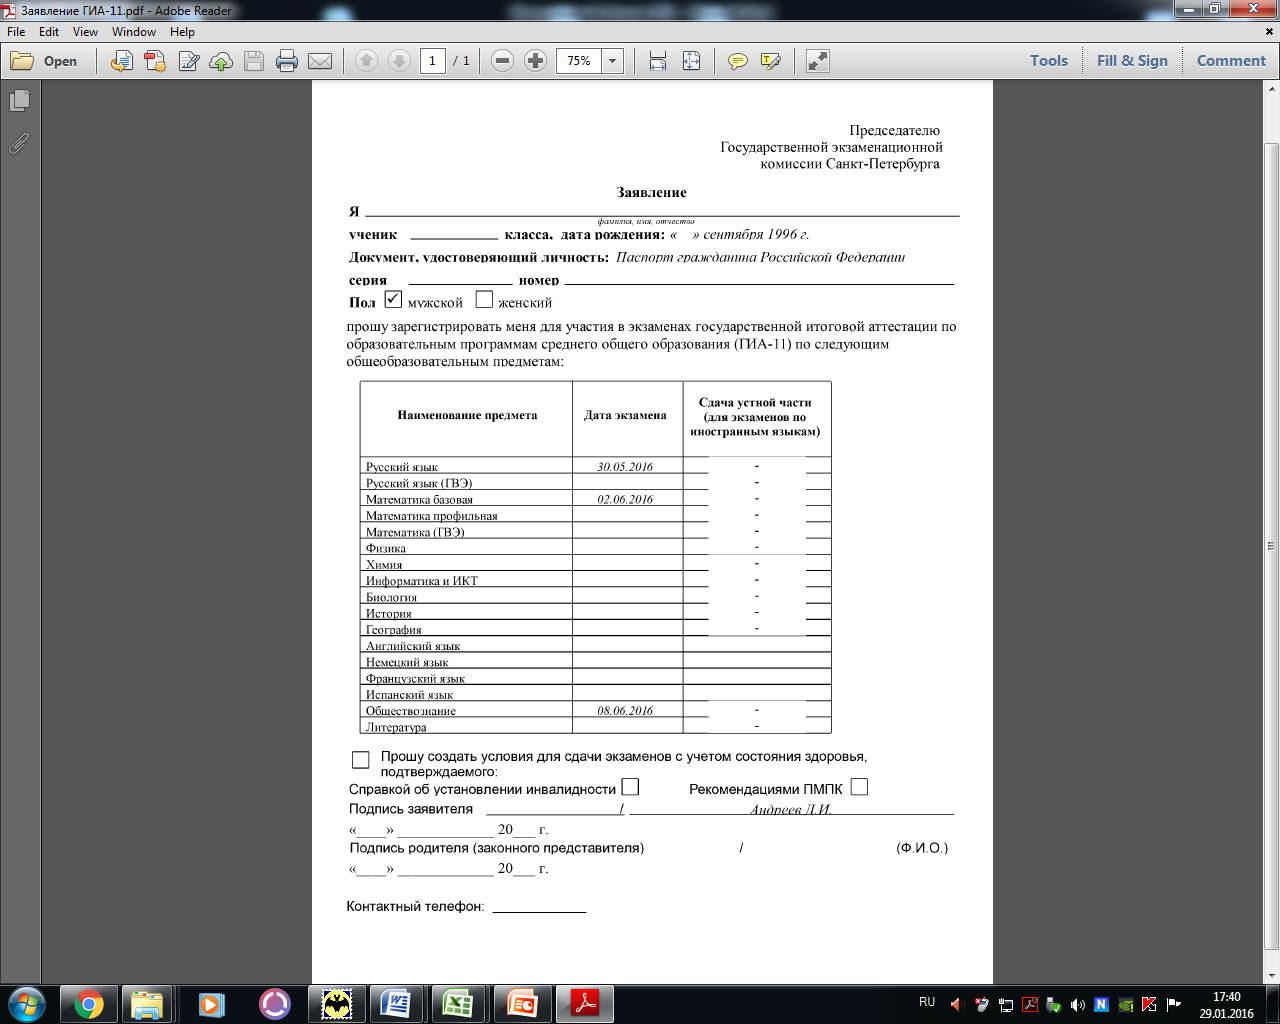 Заявление ГИА-11.pdf - Adobe Reader
File Edit View Window Help
Open 1 / 1 75% Tools Fill & Sign Comment
Председателю
Государственной экзаменационной
комиссии Санкт-Петербурга
Заявление
Я
фамилия, имя, отчество
ученик класса, дата рождения: « » сентября 1996 г.
Документ, удостоверяющий личность: Паспорт гражданина Российской Федерации
серия номер
Пол мужской женский
прошу зарегистрировать меня для участия в экзаменах государственной итоговой аттестации по
образовательным программам среднего общего образования (ГИА-11) по следующим
общеобразовательным предметам:
Наименование предмета Дата экзамена Сдача устной части
(для экзаменов по
иностранным языкам)
Русский язык 30.05.2016 -
Русский язык (ГВЭ) -
Математика базовая 02.06.2016 -
Математика профильная -
Математика (ГВЭ) -
Физика -
Химия -
Информатика и ИКТ -
Биология -
История -
География -
Английский язык
Немецкий язык
Французский язык
Испанский язык
Обществознание 08.06.2016 -
Литература -
Прошу создать условия для сдачи экзаменов с учетом состояния здоровья,
подтверждаемого:
Справкой об установлении инвалидности Рекомендациями ПМПК
Подпись заявителя / Андреев Д.И.
«____» _____________ 20___ г.
Подпись родителя (законного представителя) / (Ф.И.О.)
«____» _____________ 20___ г.
Контактный телефон:
RU 17:40
29.01.2016